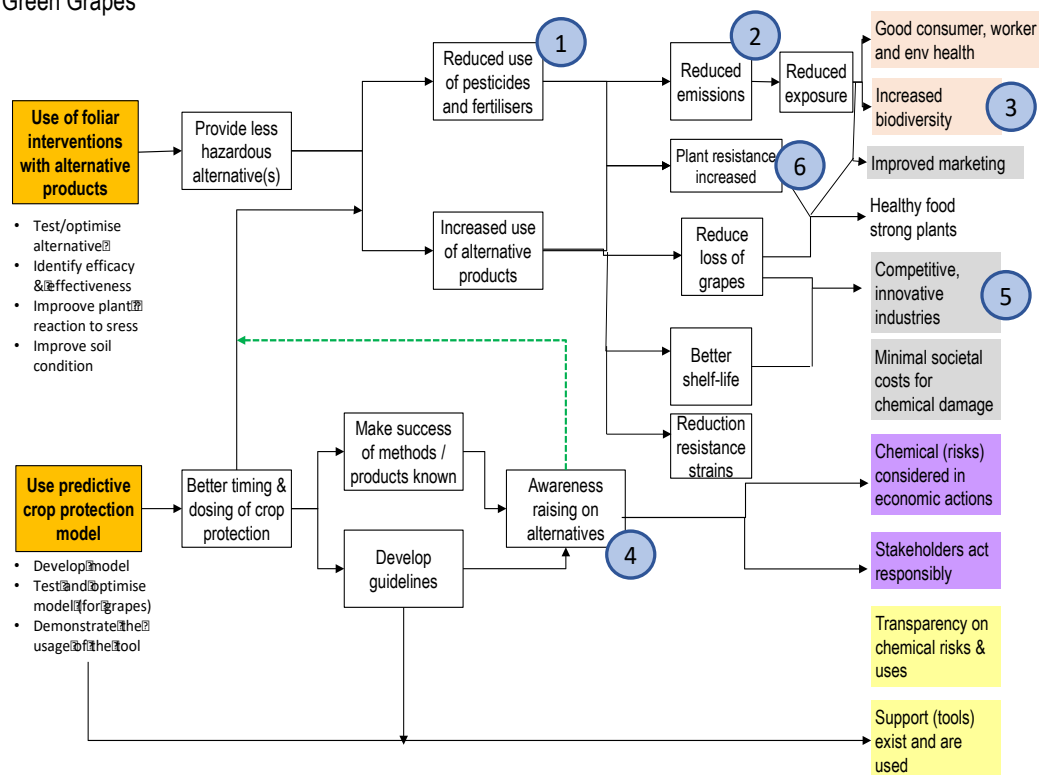 Green Grapes
Use of foliar
interventions
with alternative
products
Test/optimise
alternative
Identify efficacy
& effectiveness
Improove plant
reaction to sress
Improve soil
condition
Provide less
hazardous
alternative(s)
Reduced use
of pesticides
and fertilisers
1
Increased use
of alternative
products
Reduced
emissions
2
Reduced
exposure
Plant resistance
increased
6
Reduce
loss of
grapes
Better
shelf-life
Reduction
resistance
strains
Good consumer, worker
and env health
Increased
biodiversity
3
Improved marketing
Healthy food
strong plants
Competitive,
innovative
industries
5
Minimal societal
costs for
chemical damage
Use predictive
crop protection
model
Develop model
Test and optimise
model (for grapes)
Demonstrate the
usage of the tool
Better timing &
dosing of crop
protection
Make success
of methods /
products known
Develop
guidelines
Awareness
raising on
alternatives
4
Chemical (risks)
considered in
economic actions
Stakeholders act
responsibly
Transparency on
chemical risks &
uses
Support (tools)
exist and are
used